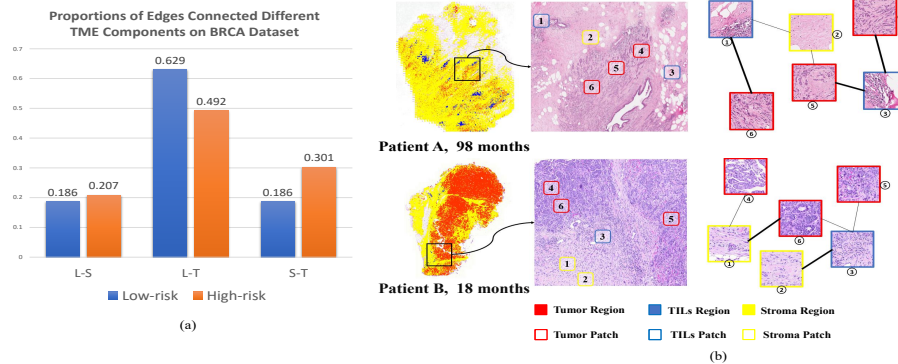 Proportions of Edges Connected Different
TME Components on BRCA Dataset
0.7
0.6
0.5
0.4
0.3
0.2
0.1
0
0.186
0.207
0.629
0.492
0.186
0.301
L-S
L-T
S-T
Low-risk
High-risk
(a)
(b)
1
2
3
4
5
6
Patient A, 98 months
①
②
③
⑤
⑥
4
6
5
3
1
2
Patient B, 18 months
④
⑤
①
⑥
②
③
Tumor Region
TILs Region
Stroma Region
Tumor Patch
TILs Patch
Stroma Patch
(b)